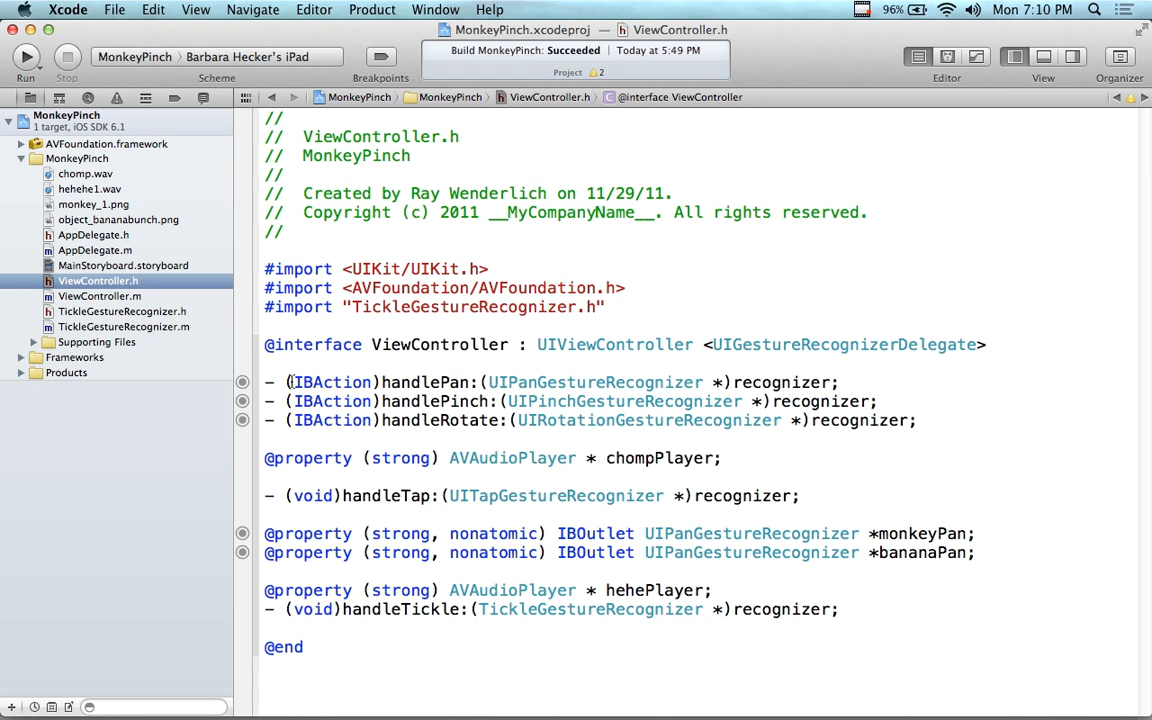 Xcode File Edit View Navigate Editor Product Window Help 96% Mon 7:10 PM
MonkeyPinch.xcodeproj — ViewController.h
MonkeyPinch Barbara Hecker's iPad
Build MonkeyPinch: Succeeded Today at 5:49 PM
Project 2
Run Stop Scheme Breakpoints Editor View Organizer
MonkeyPinch MonkeyPinch ViewController.h @interface ViewController
MonkeyPinch
1 target, iOS SDK 6.1
AVFoundation.framework
MonkeyPinch
chomp.wav
hehehe1.wav
monkey_1.png
object_bananabunch.png
AppDelegate.h
AppDelegate.m
MainStoryboard.storyboard
ViewController.h
ViewController.m
TickleGestureRecognizer.h
TickleGestureRecognizer.m
Supporting Files
Frameworks
Products
//
// ViewController.h
// MonkeyPinch
//
// Created by Ray Wenderlich on 11/29/11.
// Copyright (c) 2011 __MyCompanyName__. All rights reserved.
//
#import <UIKit/UIKit.h>
#import <AVFoundation/AVFoundation.h>
#import "TickleGestureRecognizer.h"
@interface ViewController : UIViewController <UIGestureRecognizerDelegate>
- (IBAction)handlePan:(UIPanGestureRecognizer *)recognizer;
- (IBAction)handlePinch:(UIPinchGestureRecognizer *)recognizer;
- (IBAction)handleRotate:(UIRotationGestureRecognizer *)recognizer;
@property (strong) AVAudioPlayer * chompPlayer;
- (void)handleTap:(UITapGestureRecognizer *)recognizer;
@property (strong, nonatomic) IBOutlet UIPanGestureRecognizer *monkeyPan;
@property (strong, nonatomic) IBOutlet UIPanGestureRecognizer *bananaPan;
@property (strong) AVAudioPlayer * hehePlayer;
- (void)handleTickle:(TickleGestureRecognizer *)recognizer;
@end